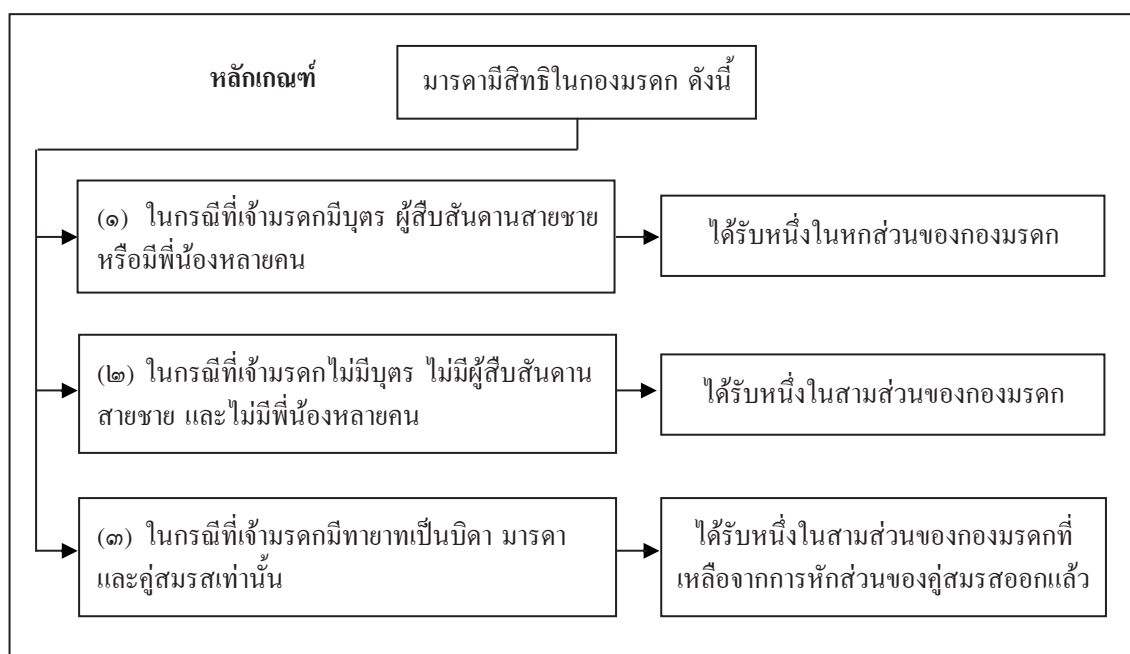 หลักเกณฑ์
มารดามีสิทธิในกองมรดก ดังนี้
(๑) ในกรณีที่เจ้ามรดกมีบุตร ผู้สืบสันดานสายชาย
หรือมีพี่น้องหลายคน
ได้รับหนึ่งในหกส่วนของกองมรดก
(๒) ในกรณีที่เจ้ามรดกไม่มีบุตร ไม่มีผู้สืบสันดาน
สายชาย และไม่มีพี่น้องหลายคน
ได้รับหนึ่งในสามส่วนของกองมรดก
(๓) ในกรณีที่เจ้ามรดกมีทายาทเป็นบิดา มารดา
และคู่สมรสเท่านั้น
ได้รับหนึ่งในสามส่วนของกองมรดกที่
เหลือจากการหักส่วนของคู่สมรสออกแล้ว